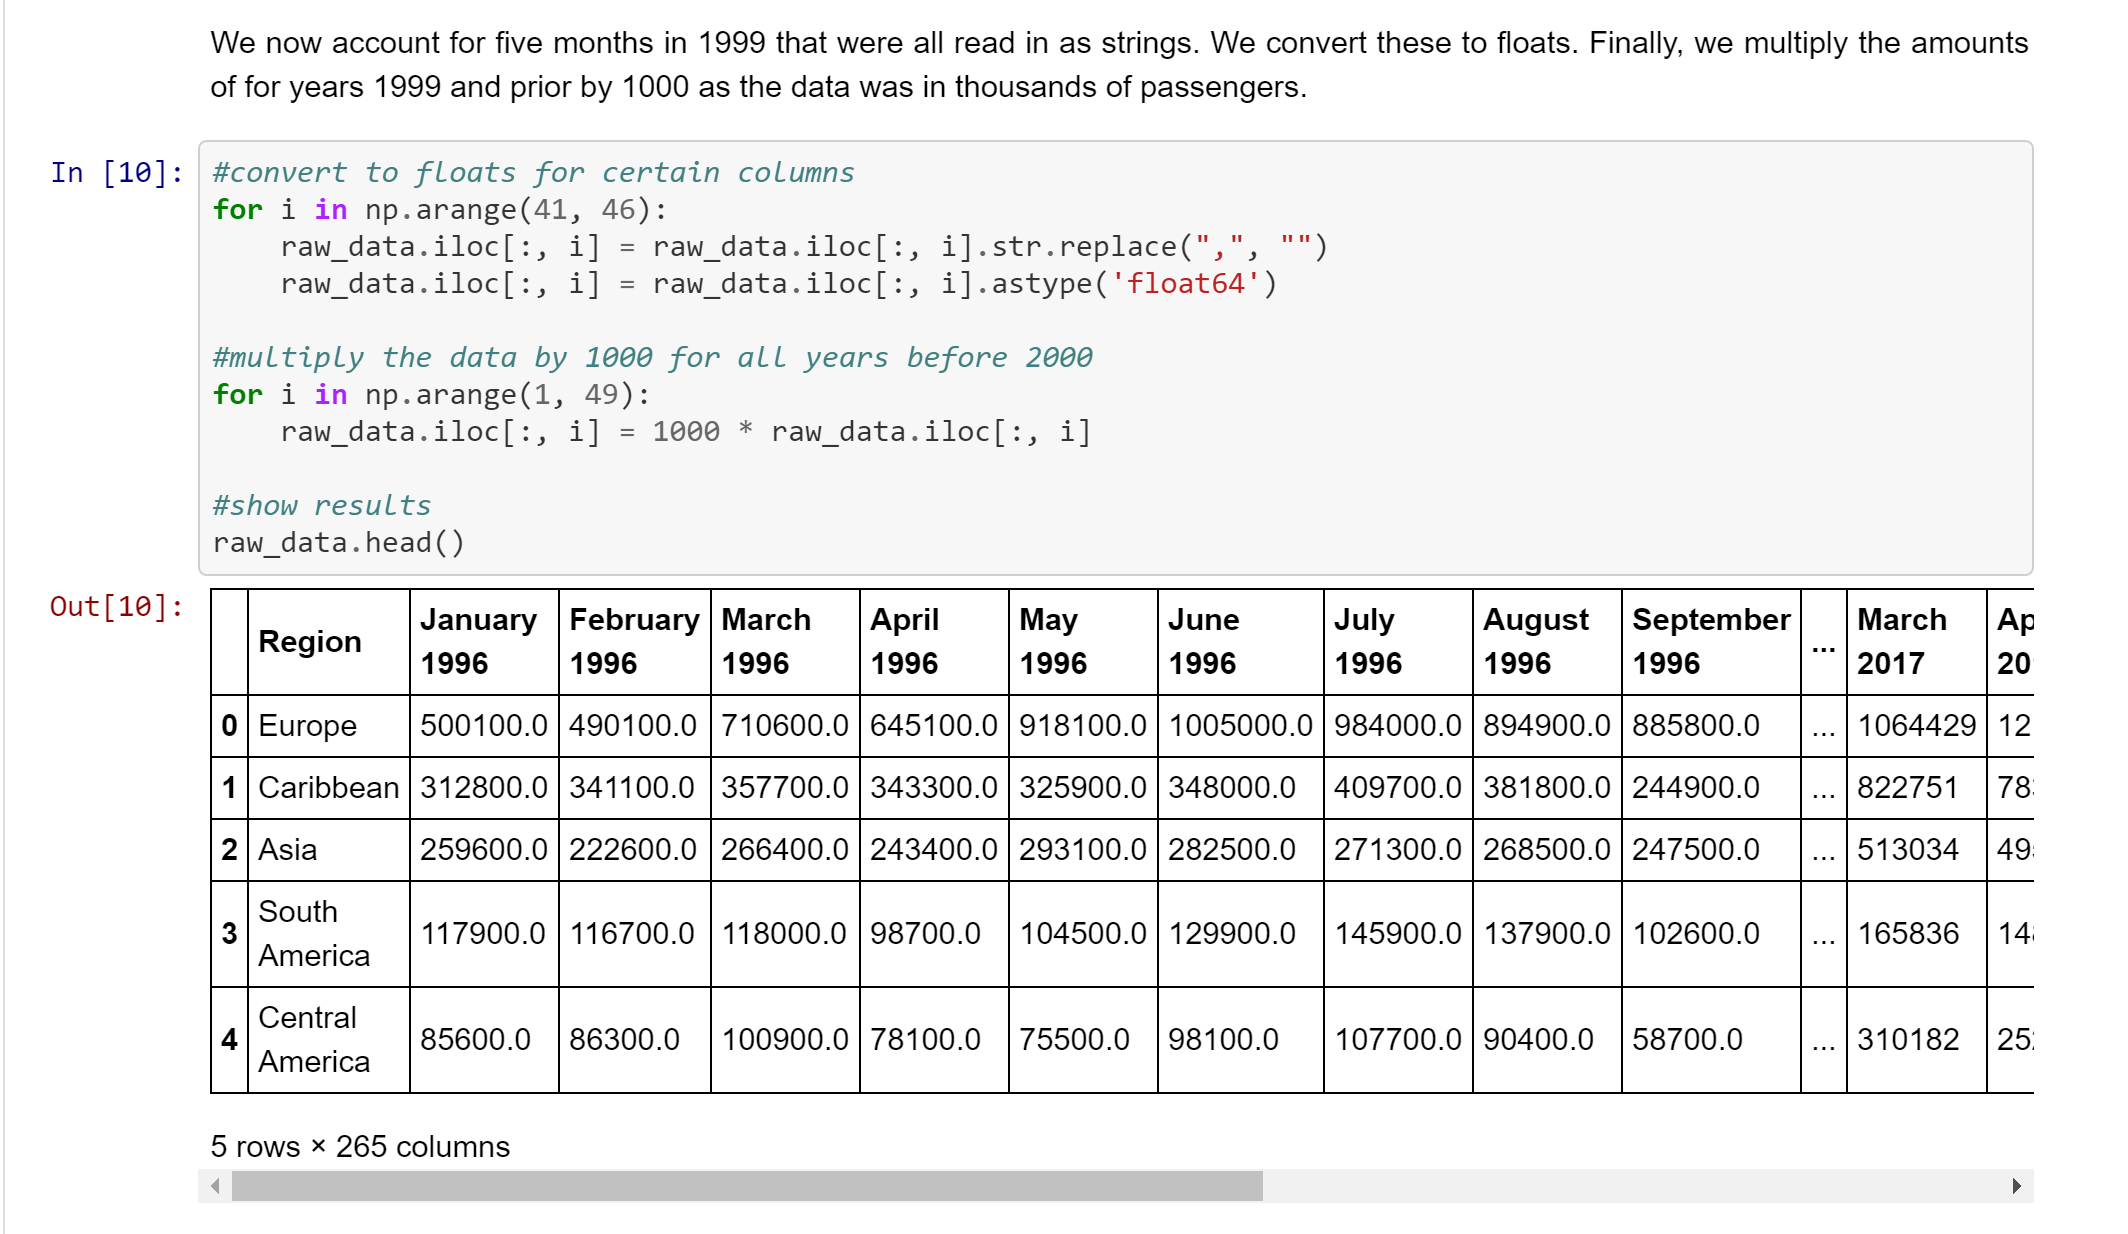 We now account for five months in 1999 that were all read in as strings. We convert these to floats. Finally, we multiply the amounts
of for years 1999 and prior by 1000 as the data was in thousands of passengers.
In [10]:
#convert to floats for certain columns
for i in np.arange(41, 46):
    raw_data.iloc[:, i] = raw_data.iloc[:, i].str.replace(",", "")
    raw_data.iloc[:, i] = raw_data.iloc[:, i].astype('float64')
#multiply the data by 1000 for all years before 2000
for i in np.arange(1, 49):
    raw_data.iloc[:, i] = 1000 * raw_data.iloc[:, i]
#show results
raw_data.head()
Out[10]:
Region January 1996 February 1996 March 1996 April 1996 May 1996 June 1996 July 1996 August 1996 September 1996 ... March 2017
0 Europe 500100.0 490100.0 710600.0 645100.0 918100.0 1005000.0 984000.0 894900.0 885800.0 ... 1064429 12
1 Caribbean 312800.0 341100.0 357700.0 343300.0 325900.0 348000.0 409700.0 381800.0 244900.0 ... 822751 78
2 Asia 259600.0 222600.0 266400.0 243400.0 293100.0 282500.0 271300.0 268500.0 247500.0 ... 513034 49
3 South America 117900.0 116700.0 118000.0 98700.0 104500.0 129900.0 145900.0 137900.0 102600.0 ... 165836 14
4 Central America 85600.0 86300.0 100900.0 78100.0 75500.0 98100.0 107700.0 90400.0 58700.0 ... 310182 25
5 rows × 265 columns